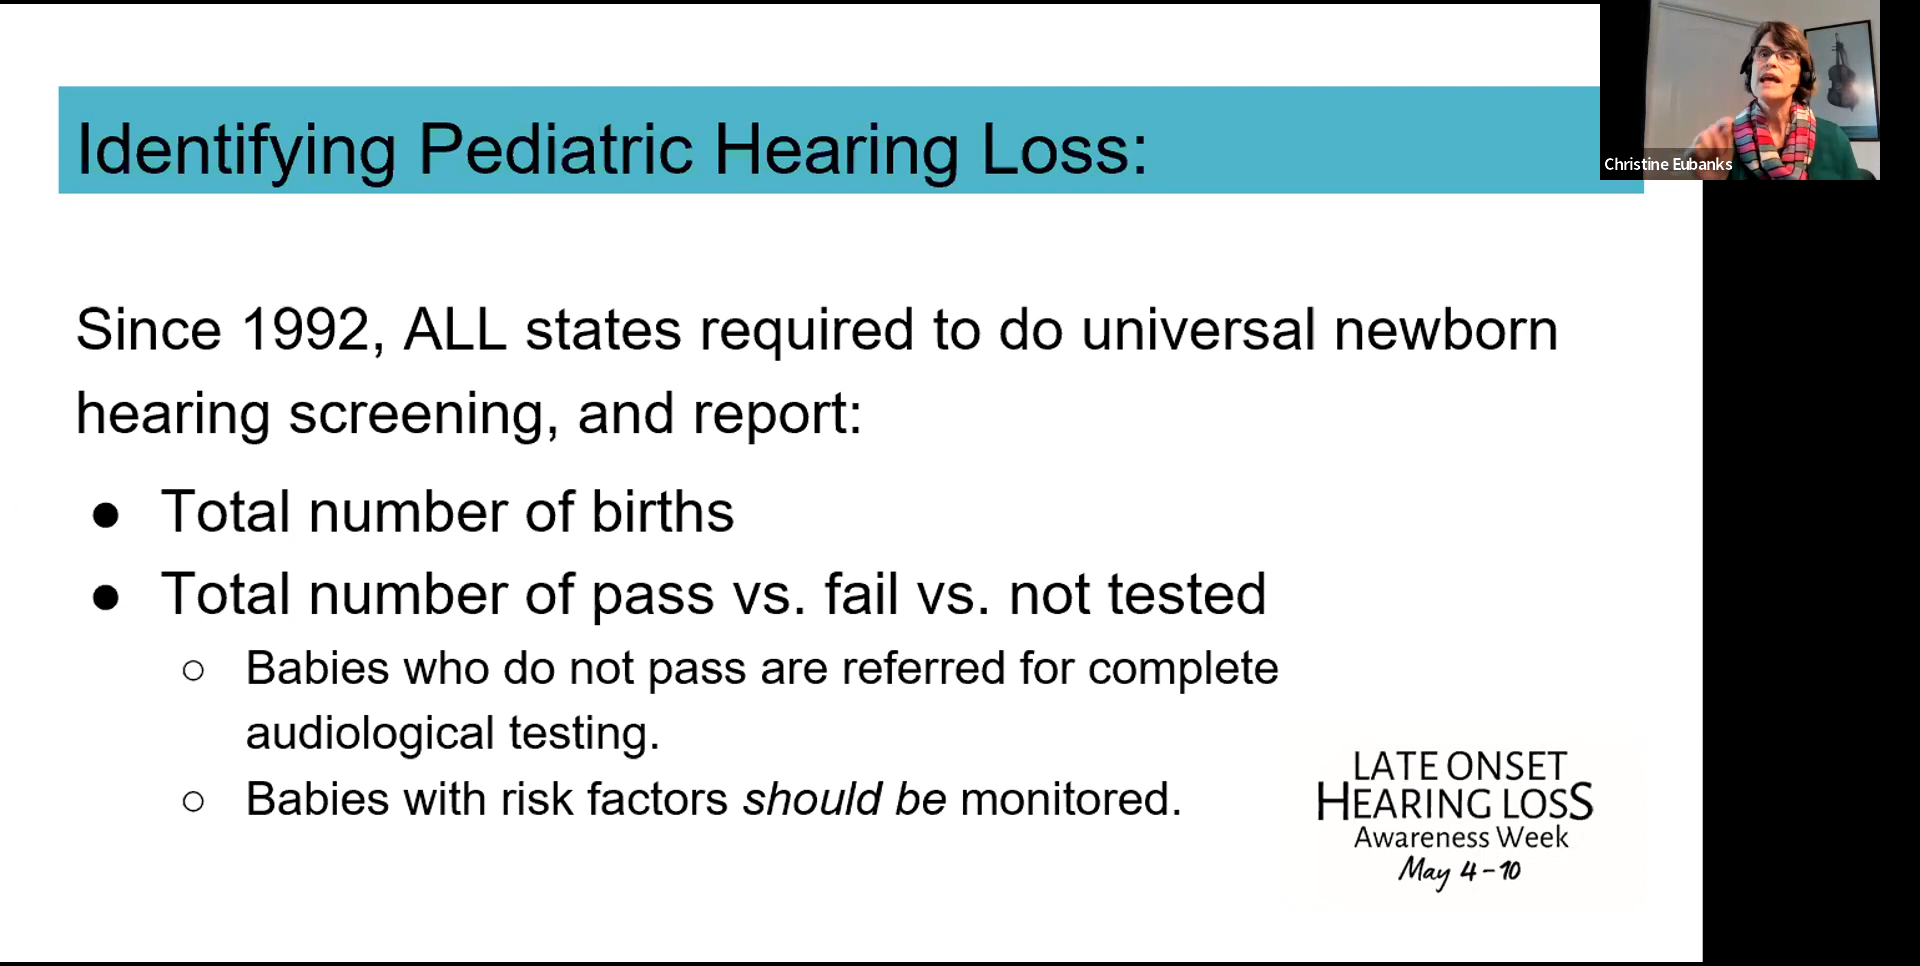 Identifying Pediatric Hearing Loss:
Christine Eubanks
Since 1992, ALL states required to do universal newborn
hearing screening, and report:
● Total number of births
● Total number of pass vs. fail vs. not tested
○ Babies who do not pass are referred for complete
audiological testing.
○ Babies with risk factors should be monitored.
LATE ONSET
HEARING LOSS
Awareness Week
May 4-10